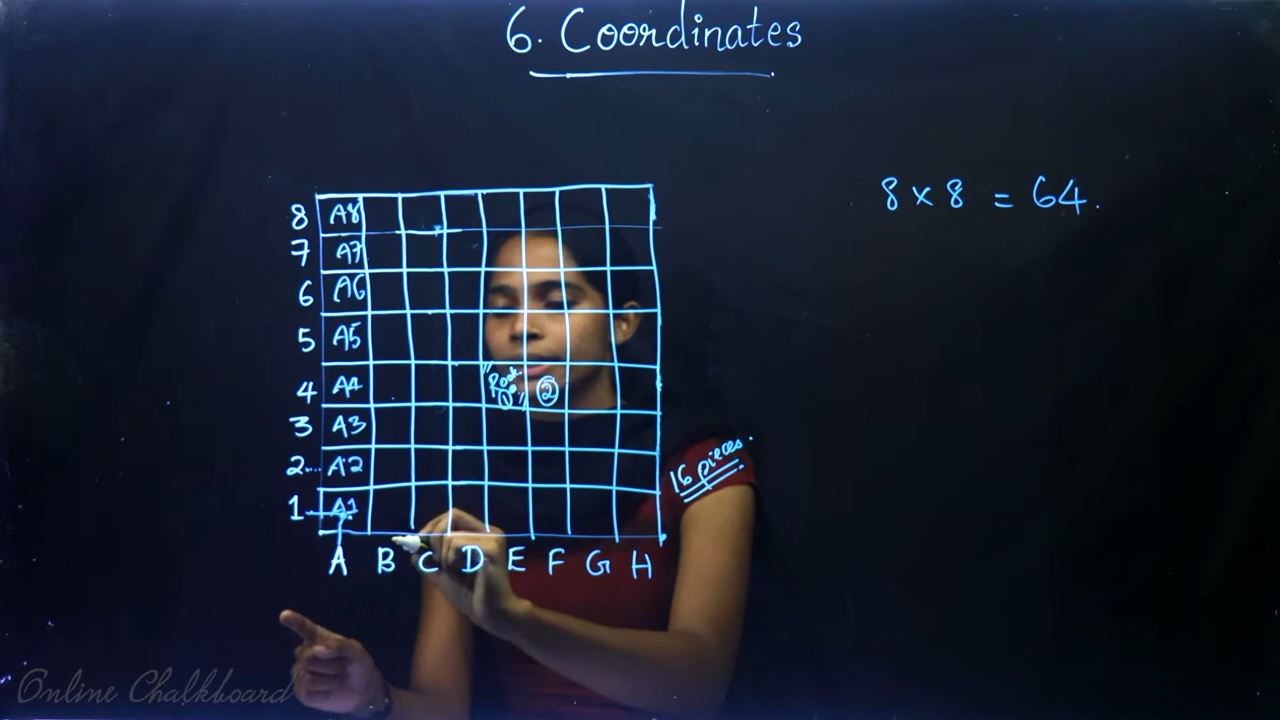 6. Coordinates
8 × 8 = 64.
8 A8
7 A7
6 A6
5 A5
4 A4 "Rook. ① " ②
3 A3
2 A2
1 A1
16 pieces.
A B C D E F G H
Online Chalkboard